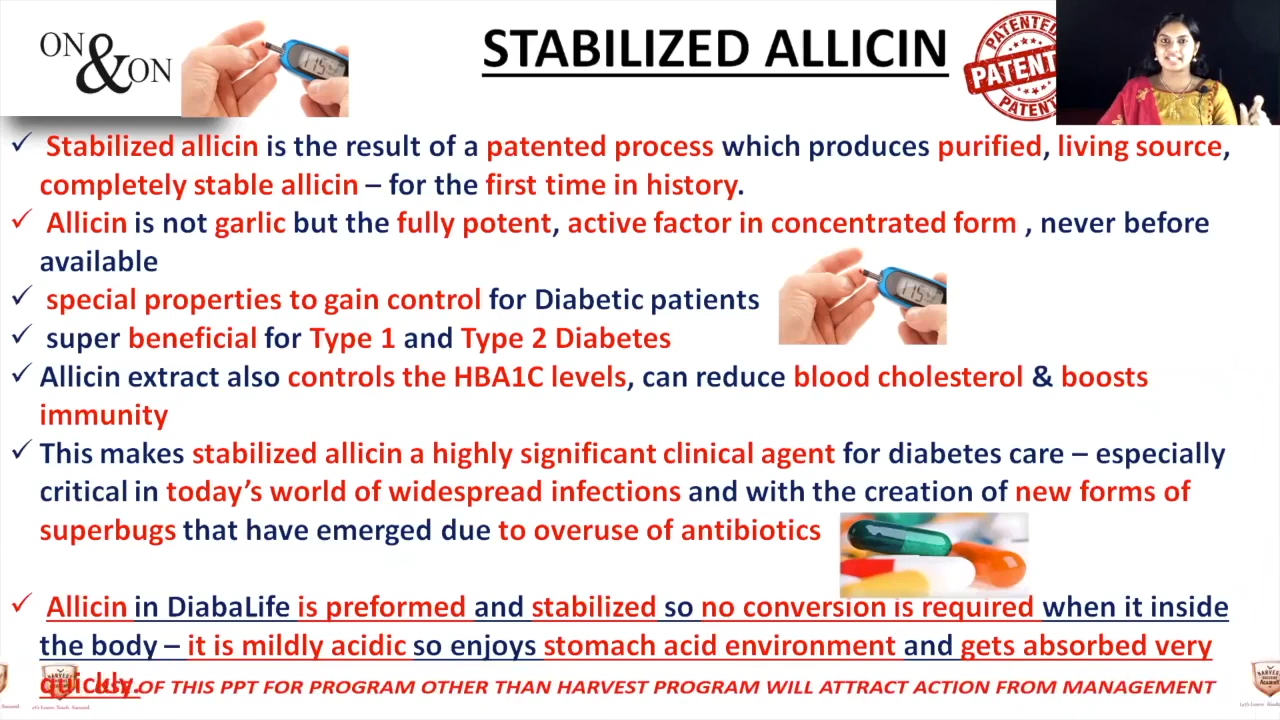 ON & ON
115
STABILIZED ALLICIN
PATENTED
PATENT
PATENT
✓ Stabilized allicin is the result of a patented process which produces purified, living source,
completely stable allicin – for the first time in history.
✓ Allicin is not garlic but the fully potent, active factor in concentrated form , never before
available
✓ special properties to gain control for Diabetic patients
115
✓ super beneficial for Type 1 and Type 2 Diabetes
✓ Allicin extract also controls the HBA1C levels, can reduce blood cholesterol & boosts
immunity
✓ This makes stabilized allicin a highly significant clinical agent for diabetes care – especially
critical in today's world of widespread infections and with the creation of new forms of
superbugs that have emerged due to overuse of antibiotics
✓ Allicin in DiabaLife is preformed and stabilized so no conversion is required when it inside
the body – it is mildly acidic so enjoys stomach acid environment and gets absorbed very
quickly.
OF THIS PPT FOR PROGRAM OTHER THAN HARVEST PROGRAM WILL ATTRACT ACTION FROM MANAGEMENT